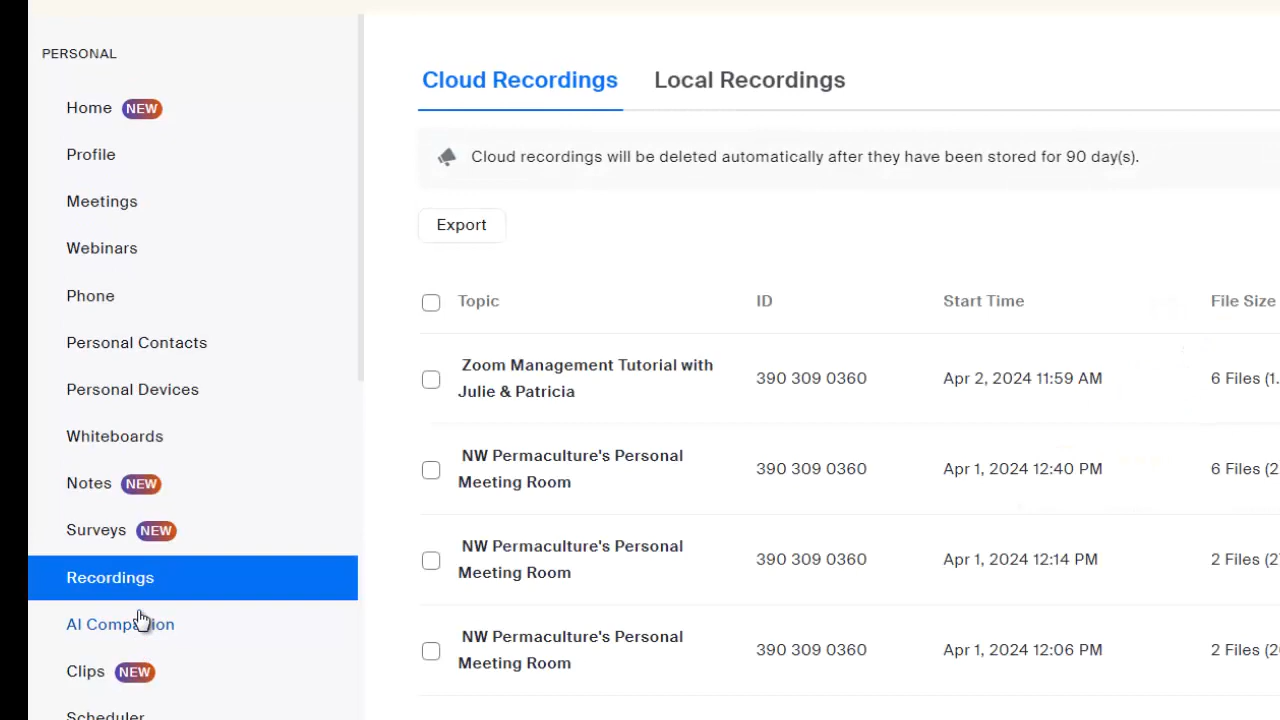 PERSONAL
Home NEW
Profile
Meetings
Webinars
Phone
Personal Contacts
Personal Devices
Whiteboards
Notes NEW
Surveys NEW
Recordings
AI Companion
Clips NEW
Scheduler
Cloud Recordings Local Recordings
Cloud recordings will be deleted automatically after they have been stored for 90 day(s).
Export
Topic ID Start Time File Size
Zoom Management Tutorial with
Julie & Patricia
390 309 0360 Apr 2, 2024 11:59 AM 6 Files (1.
NW Permaculture's Personal
Meeting Room
390 309 0360 Apr 1, 2024 12:40 PM 6 Files (2
NW Permaculture's Personal
Meeting Room
390 309 0360 Apr 1, 2024 12:14 PM 2 Files (2
NW Permaculture's Personal
Meeting Room
390 309 0360 Apr 1, 2024 12:06 PM 2 Files (2